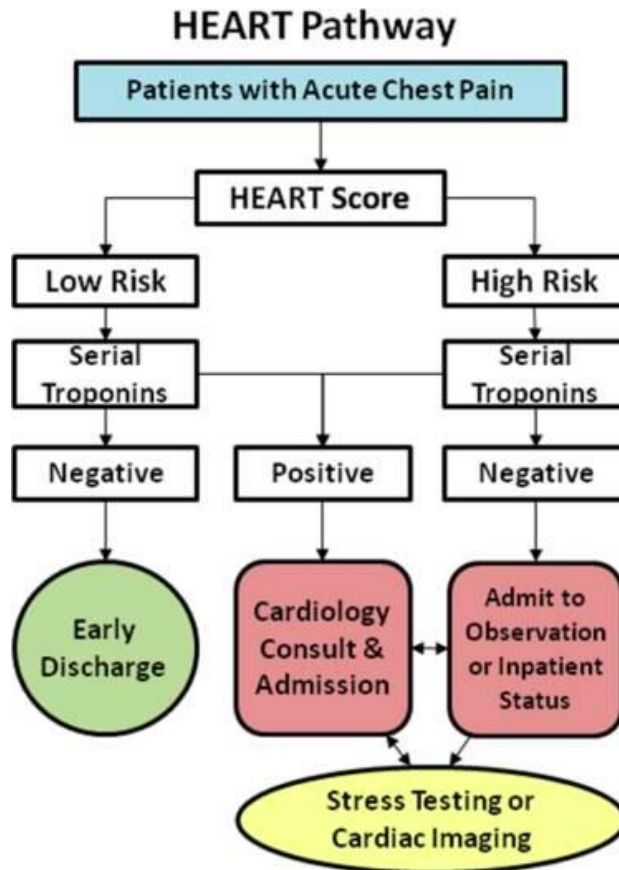 HEART Pathway
Patients with Acute Chest Pain
HEART Score
Low Risk
High Risk
Serial
Troponins
Serial
Troponins
Negative
Positive
Negative
Early
Discharge
Cardiology
Consult &
Admission
Admit to
Observation
or Inpatient
Status
Stress Testing or
Cardiac Imaging